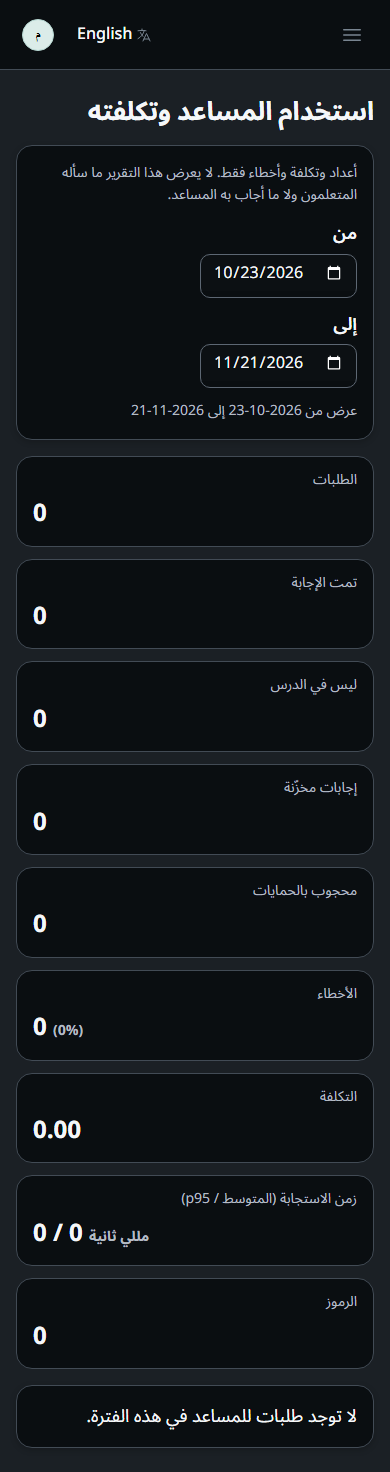 م
English
استخدام المساعد وتكلفته
أعداد وتكلفة وأخطاء فقط. لا يعرض هذا التقرير ما سأله
المتعلمون ولا ما أجاب به المساعد.
من
10/23/2026
إلى
11/21/2026
عرض من 2026-10-23 إلى 2026-11-21
الطلبات
0
تمت الإجابة
0
ليس في الدرس
0
إجابات مخزّنة
0
محجوب بالحمايات
0
الأخطاء
0 (0%)
التكلفة
0.00
زمن الاستجابة (المتوسط / p95)
0 / 0 مللي ثانية
الرموز
0
لا توجد طلبات للمساعد في هذه الفترة.